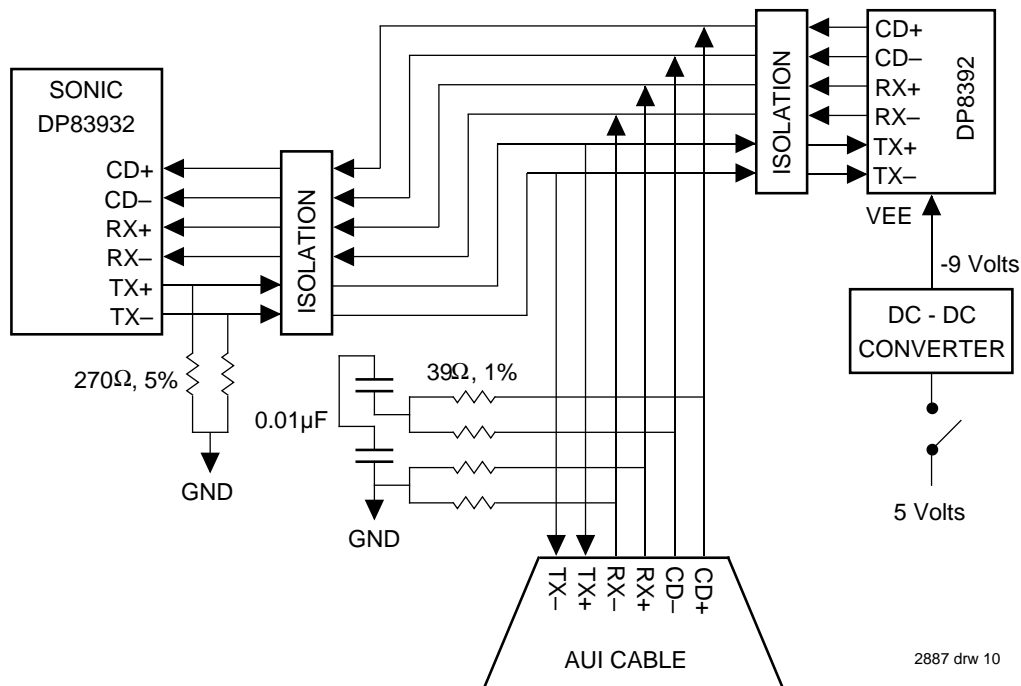 SONIC
DP83932
CD+
CD–
RX+
RX–
TX+
TX–
ISOLATION
ISOLATION
CD+
CD–
RX+
RX–
TX+
TX–
DP8392
VEE
-9 Volts
DC - DC
CONVERTER
5 Volts
270Ω, 5%
GND
0.01µF
39Ω, 1%
GND
TX–
TX+
RX–
RX+
CD–
CD+
AUI CABLE
2887 drw 10